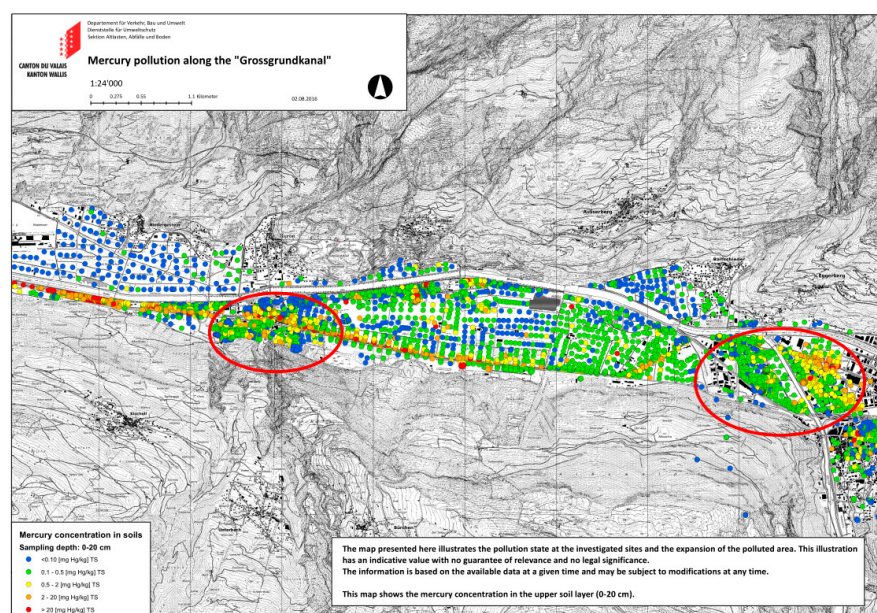 Departement für Verkehr, Bau und Umwelt
Dienststelle für Umweltschutz
Sektion Altlasten, Abfälle und Boden
CANTON DU VALAIS
KANTON WALLIS
Mercury pollution along the "Grossgrundkanal"
1:24'000
0 0.275 0.55 1.1 Kilometer
02.08.2016
Ausserberg
Baltschieder
Eggerberg
Unterbäch
Bürchen
Mercury concentration in soils
Sampling depth: 0-20 cm
<0.10 [mg Hg/kg] TS
0.1 - 0.5 [mg Hg/kg] TS
0.5 - 2 [mg Hg/kg] TS
2 - 20 [mg Hg/kg] TS
> 20 [mg Hg/kg] TS
The map presented here illustrates the pollution state at the investigated sites and the expansion of the polluted area. This illustration
has an indicative value with no guarantee of relevance and no legal significance.
The information is based on the available data at a given time and may be subject to modifications at any time.
This map shows the mercury concentration in the upper soil layer (0-20 cm).